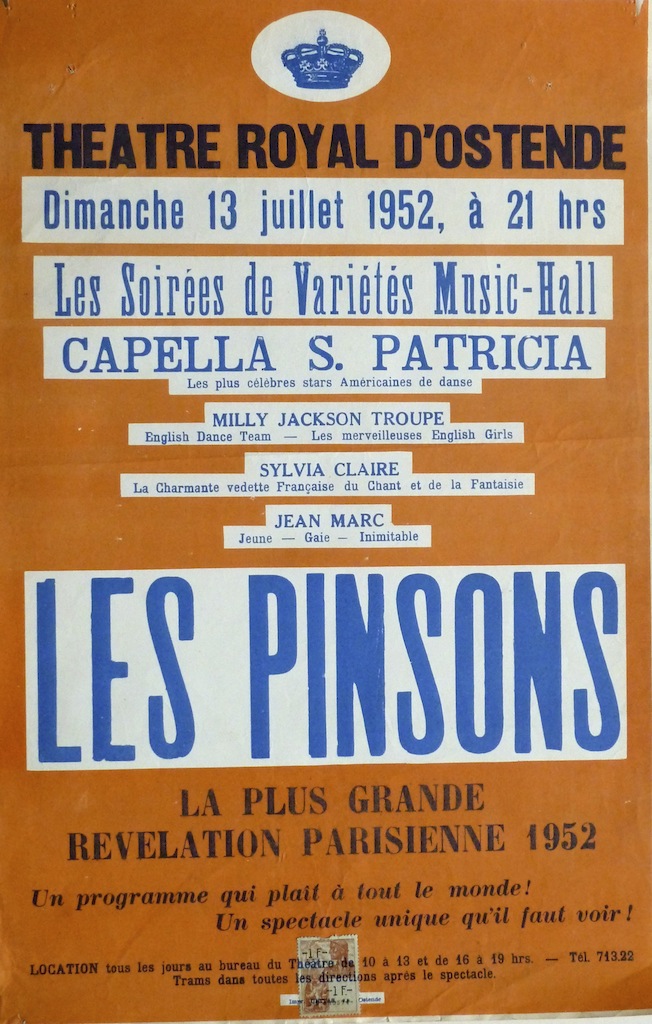 THEATRE ROYAL D'OSTENDE
Dimanche 13 juillet 1952, à 21 hrs
Les Soirées de Variétés Music-Hall
CAPELLA S. PATRICIA
Les plus célèbres stars Américaines de danse
MILLY JACKSON TROUPE
English Dance Team — Les merveilleuses English Girls
SYLVIA CLAIRE
La Charmante vedette Française du Chant et de la Fantaisie
JEAN MARC
Jeune — Gaie — Inimitable
LES PINSONS
LA PLUS GRANDE
REVELATION PARISIENNE 1952
Un programme qui plaît à tout le monde!
Un spectacle unique qu'il faut voir!
LOCATION tous les jours au bureau du Théâtre de 10 à 13 et de 16 à 19 hrs. — Tél. 713.22
Trams dans toutes les directions après le spectacle.
-1 F-
-1 F-
Ostende